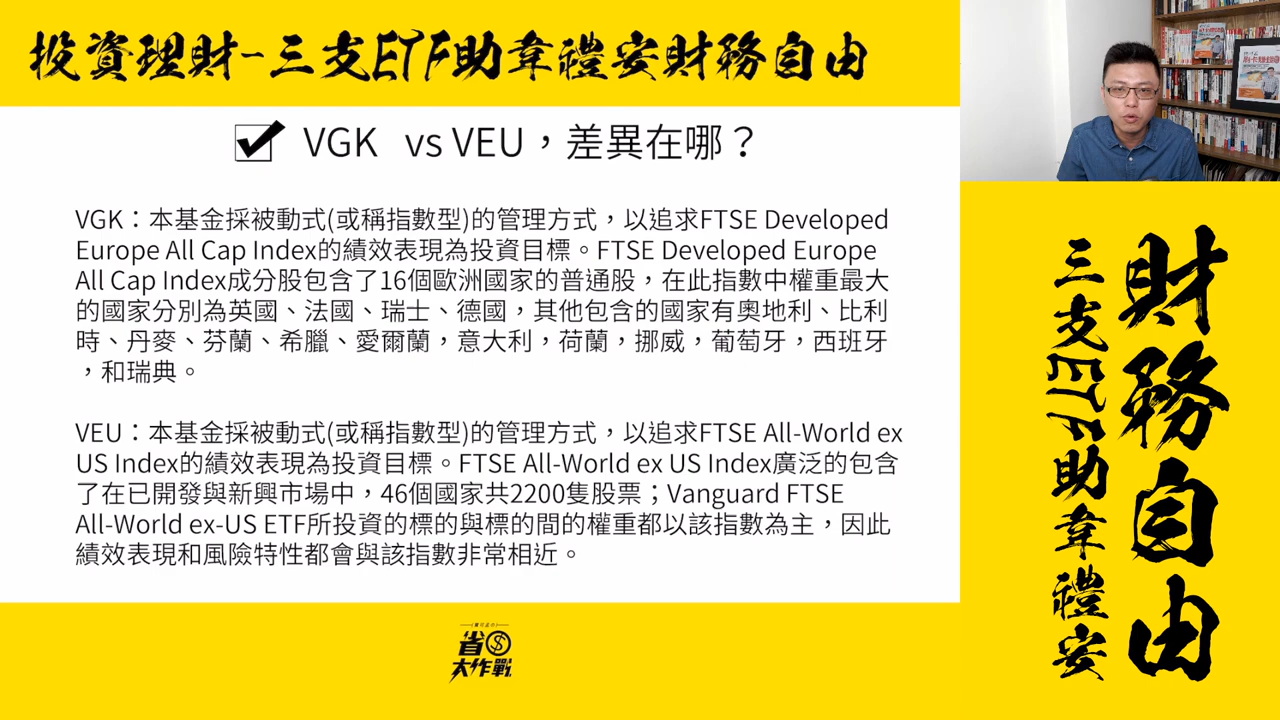 投資理財-三支ETF助韋禮安財務自由
VGK vs VEU，差異在哪？
VGK：本基金採被動式(或稱指數型)的管理方式，以追求FTSE Developed
Europe All Cap Index的績效表現為投資目標。FTSE Developed Europe
All Cap Index成分股包含了16個歐洲國家的普通股，在此指數中權重最大
的國家分別為英國、法國、瑞士、德國，其他包含的國家有奧地利、比利
時、丹麥、芬蘭、希臘、愛爾蘭，意大利，荷蘭，挪威，葡萄牙，西班牙
，和瑞典。
VEU：本基金採被動式(或稱指數型)的管理方式，以追求FTSE All-World ex
US Index的績效表現為投資目標。FTSE All-World ex US Index廣泛的包含
了在已開發與新興市場中，46個國家共2200隻股票；Vanguard FTSE
All-World ex-US ETF所投資的標的與標的間的權重都以該指數為主，因此
績效表現和風險特性都會與該指數非常相近。
省
大作戰
財務自由
三支ETF助韋禮安